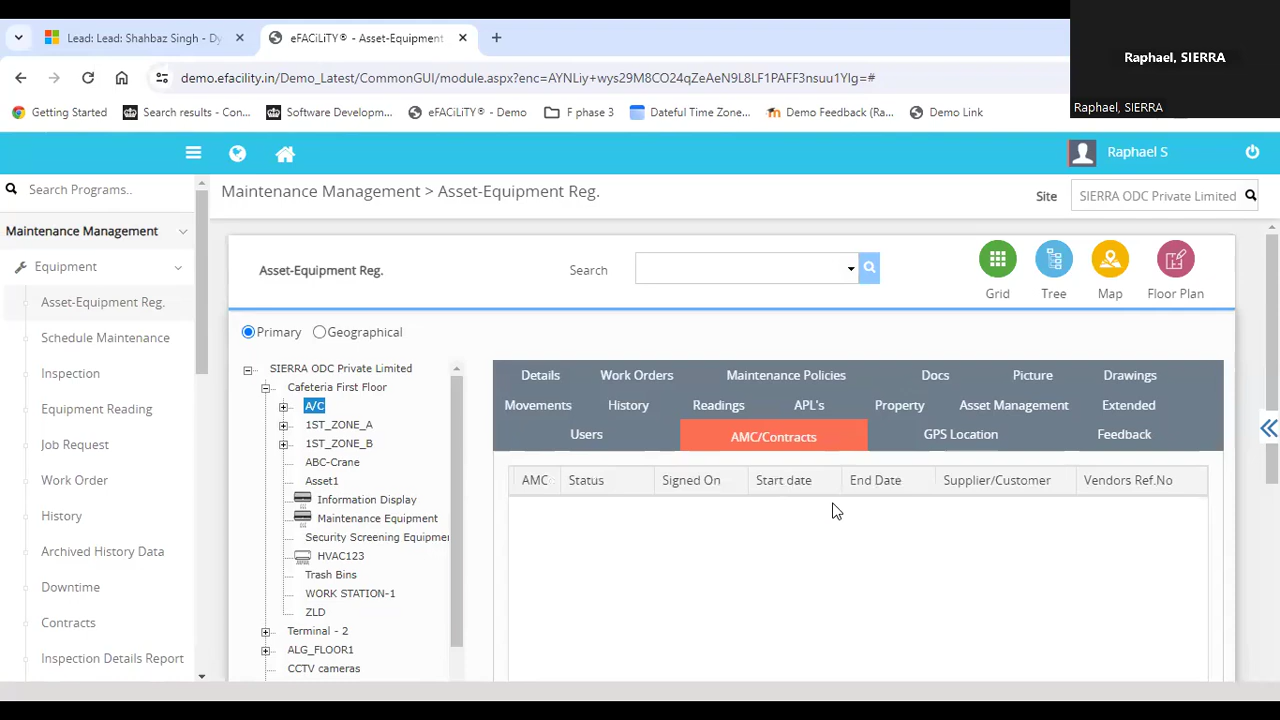 Lead: Lead: Shahbaz Singh - Dy
eFACiLiTY® - Asset-Equipment
Raphael, SIERRA
demo.efacility.in/Demo_Latest/CommonGUI/module.aspx?enc=AYNLiy+wys29M8CO24qZeAeN9L8LF1PAFF3nsuu1YIg=#
Raphael, SIERRA
Getting Started
Search results - Con...
Software Developmen...
eFACiLiTY® - Demo
F phase 3
Dateful Time Zone...
Demo Feedback (Ra...
Demo Link
Raphael S
Search Programs..
Maintenance Management > Asset-Equipment Reg.
Site
SIERRA ODC Private Limited
Maintenance Management
Equipment
Asset-Equipment Reg.
Schedule Maintenance
Inspection
Equipment Reading
Job Request
Work Order
History
Archived History Data
Downtime
Contracts
Inspection Details Report
Asset-Equipment Reg.
Search
Grid
Tree
Map
Floor Plan
Primary
Geographical
SIERRA ODC Private Limited
Cafeteria First Floor
A/C
1ST_ZONE_A
1ST_ZONE_B
ABC-Crane
Asset1
Information Display
Maintenance Equipment
Security Screening Equipmer
HVAC123
Trash Bins
WORK STATION-1
ZLD
Terminal - 2
ALG_FLOOR1
CCTV cameras
Details
Work Orders
Maintenance Policies
Docs
Picture
Drawings
Movements
History
Readings
APL's
Property
Asset Management
Extended
Users
AMC/Contracts
GPS Location
Feedback
AMC
Status
Signed On
Start date
End Date
Supplier/Customer
Vendors Ref.No